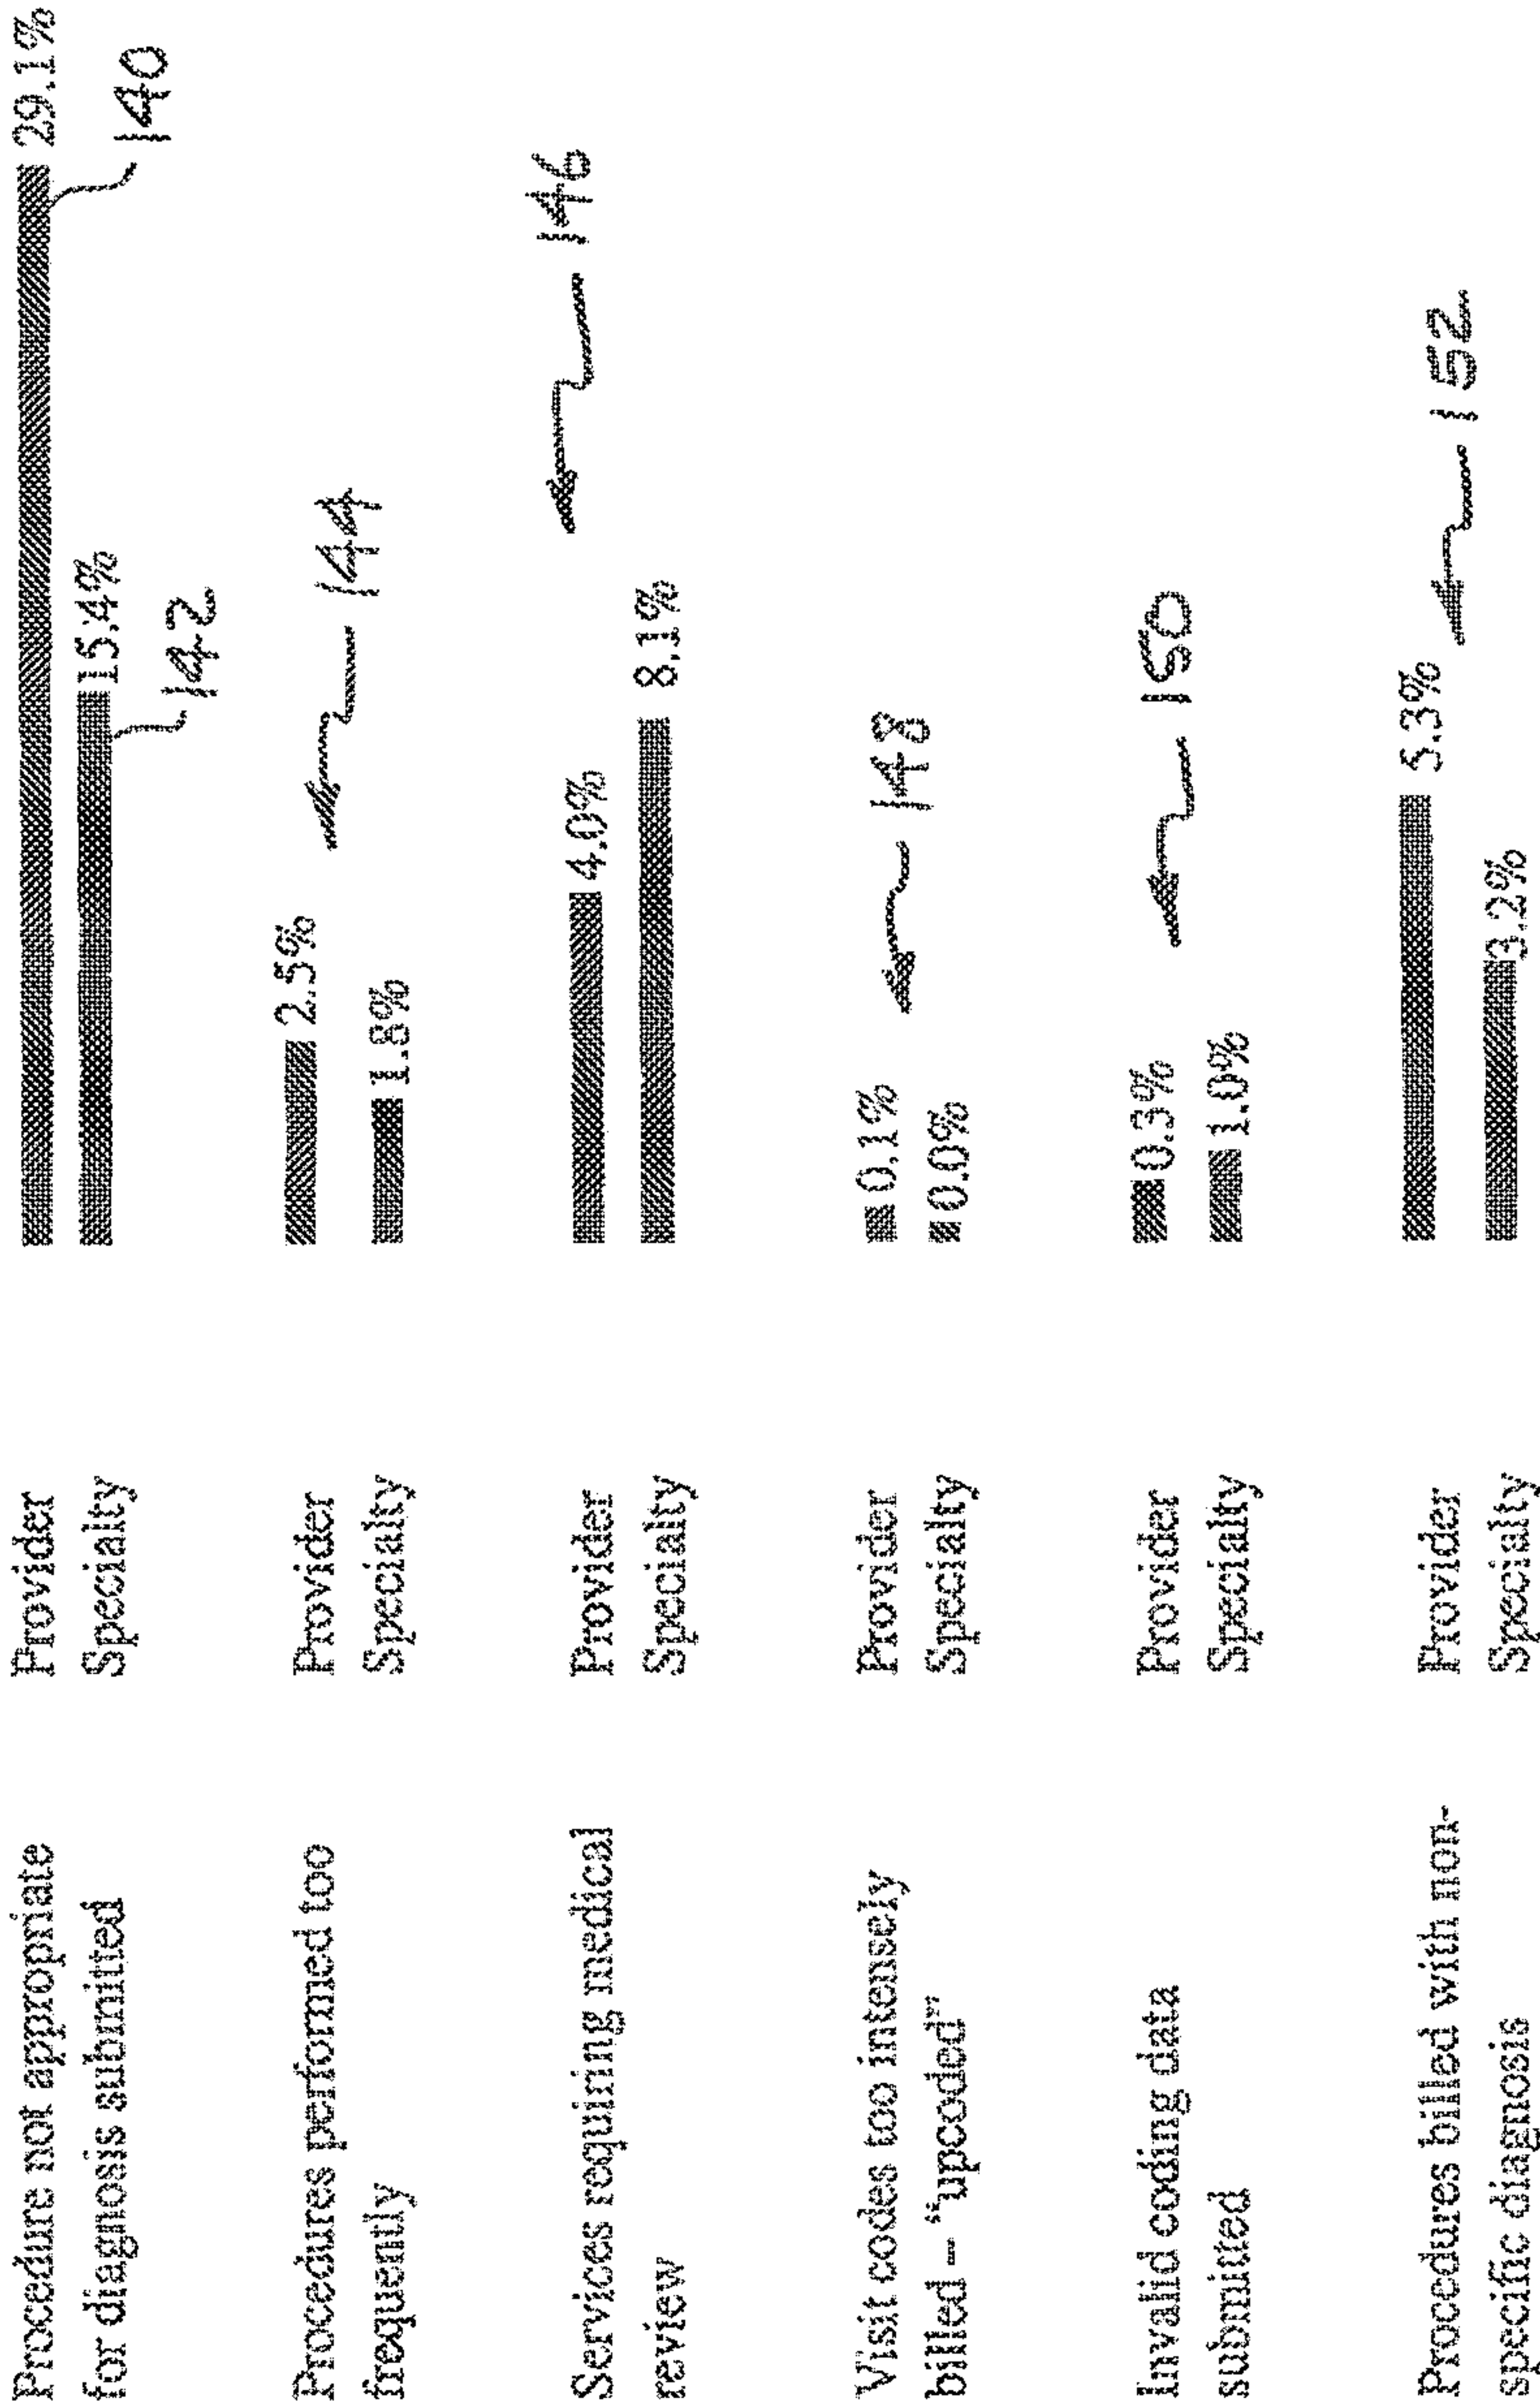 Procedure not appropriate Provider 29.1%
140
for diagnosis submitted Specialty 15.4%
142
Procedures performed too Provider 2.5%
144
frequently Specialty 1.8%
Services requiring medical Provider 4.0%
146
review Specialty 8.1%
Visit codes too intensely Provider 0.1%
148
billed – "upcoded" Specialty 0.0%
Invalid coding data Provider 0.3%
150
submitted Specialty 1.0%
Procedures billed with non- Provider 5.3%
152
specific diagnosis Specialty 3.2%